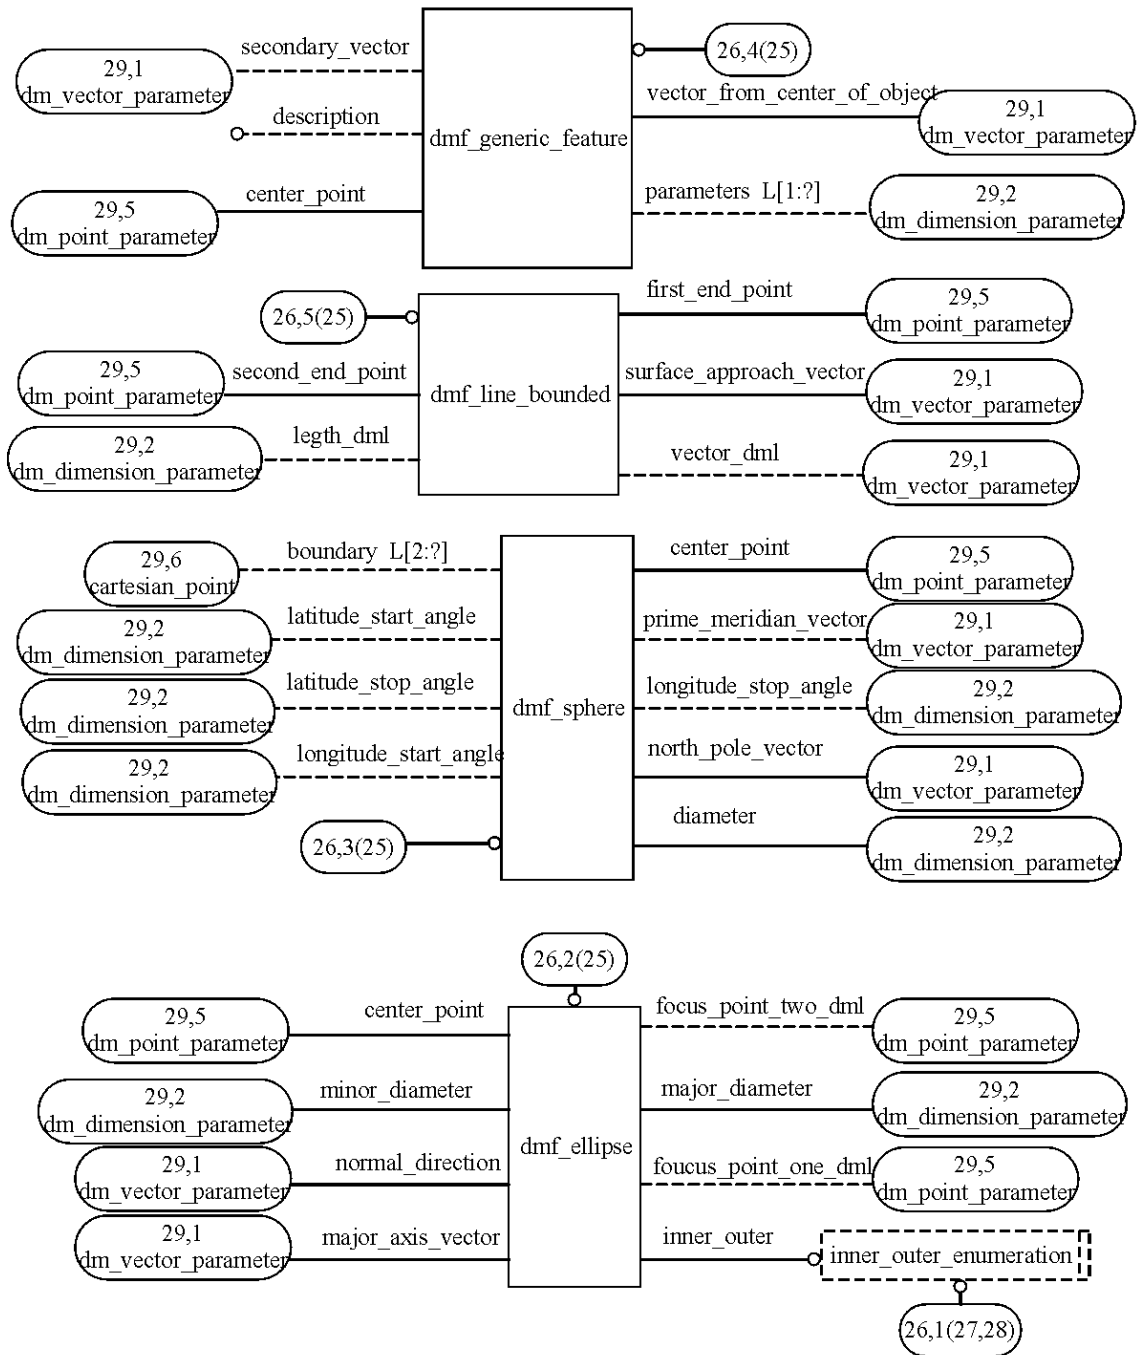 secondary_vector
29,1
dm_vector_parameter
description
29,5
dm_point_parameter
center_point
dmf_generic_feature
26,4(25)
vector_from_center_of_object
29,1
dm_vector_parameter
parameters L[1:?]
29,2
dm_dimension_parameter
26,5(25)
29,5
dm_point_parameter
second_end_point
29,2
dm_dimension_parameter
legth_dml
dmf_line_bounded
first_end_point
29,5
dm_point_parameter
surface_approach_vector
29,1
dm_vector_parameter
vector_dml
29,1
dm_vector_parameter
29,6
cartesian_point
boundary L[2:?]
29,2
dm_dimension_parameter
latitude_start_angle
29,2
dm_dimension_parameter
latitude_stop_angle
29,2
dm_dimension_parameter
longitude_start_angle
26,3(25)
dmf_sphere
center_point
29,5
dm_point_parameter
prime_meridian_vector
29,1
dm_vector_parameter
longitude_stop_angle
29,2
dm_dimension_parameter
north_pole_vector
29,1
dm_vector_parameter
diameter
29,2
dm_dimension_parameter
26,2(25)
29,5
dm_point_parameter
center_point
29,2
dm_dimension_parameter
minor_diameter
29,1
dm_vector_parameter
normal_direction
29,1
dm_vector_parameter
major_axis_vector
dmf_ellipse
focus_point_two_dml
29,5
dm_point_parameter
major_diameter
29,2
dm_dimension_parameter
foucus_point_one_dml
29,5
dm_point_parameter
inner_outer
inner_outer_enumeration
26,1(27,28)